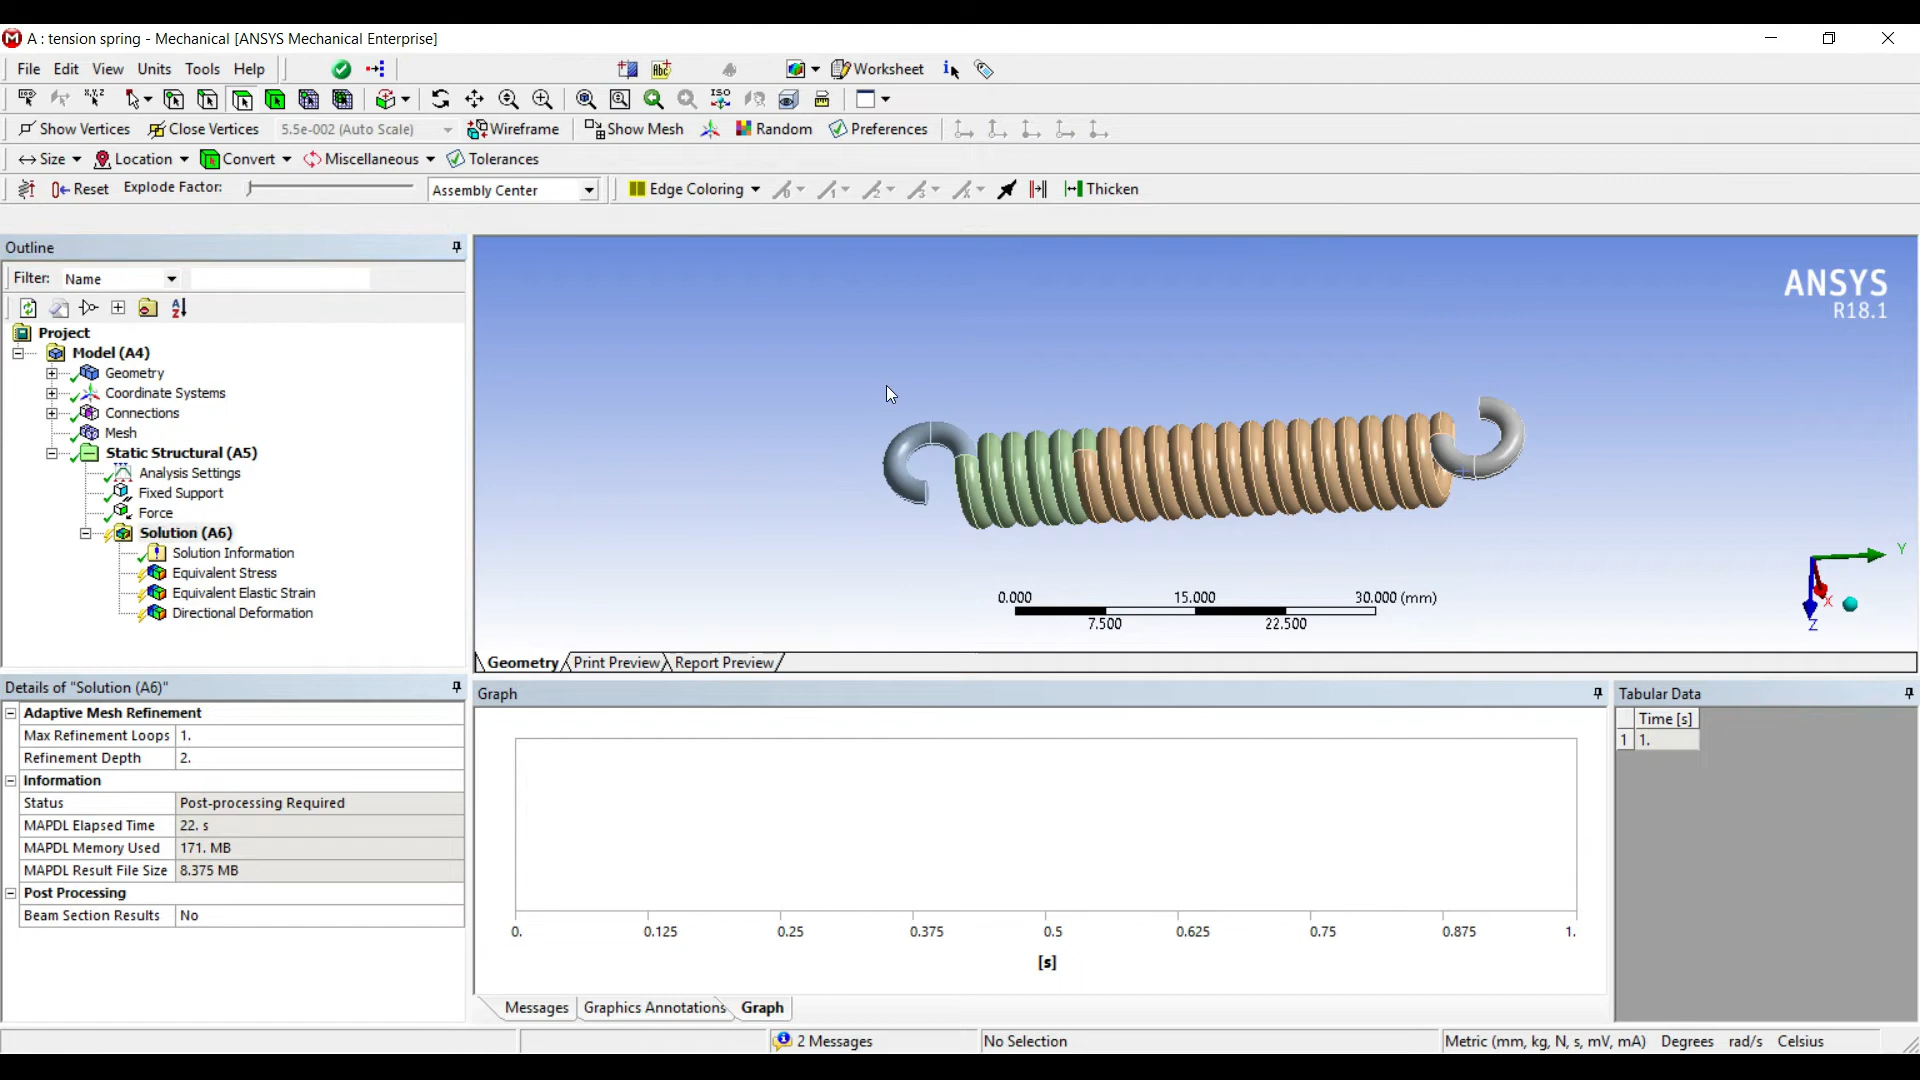 A : tension spring - Mechanical [ANSYS Mechanical Enterprise]
File Edit View Units Tools Help Worksheet
Show Vertices Close Vertices 5.5e-002 (Auto Scale) Wireframe Show Mesh Random Preferences
Size Location Convert Miscellaneous Tolerances
Reset Explode Factor: Assembly Center Edge Coloring Thicken
Outline
Filter: Name
Project
Model (A4)
Geometry
Coordinate Systems
Connections
Mesh
Static Structural (A5)
Analysis Settings
Fixed Support
Force
Solution (A6)
Solution Information
Equivalent Stress
Equivalent Elastic Strain
Directional Deformation
ANSYS
R18.1
Y
X
Z
0.000 15.000 30.000 (mm)
7.500 22.500
Geometry Print Preview Report Preview
Details of "Solution (A6)"
Adaptive Mesh Refinement
Max Refinement Loops 1.
Refinement Depth 2.
Information
Status Post-processing Required
MAPDL Elapsed Time 22. s
MAPDL Memory Used 171. MB
MAPDL Result File Size 8.375 MB
Post Processing
Beam Section Results No
Graph
0. 0.125 0.25 0.375 0.5 0.625 0.75 0.875 1.
[s]
Messages Graphics Annotations Graph
Tabular Data
Time [s]
1 1.
2 Messages No Selection Metric (mm, kg, N, s, mV, mA) Degrees rad/s Celsius